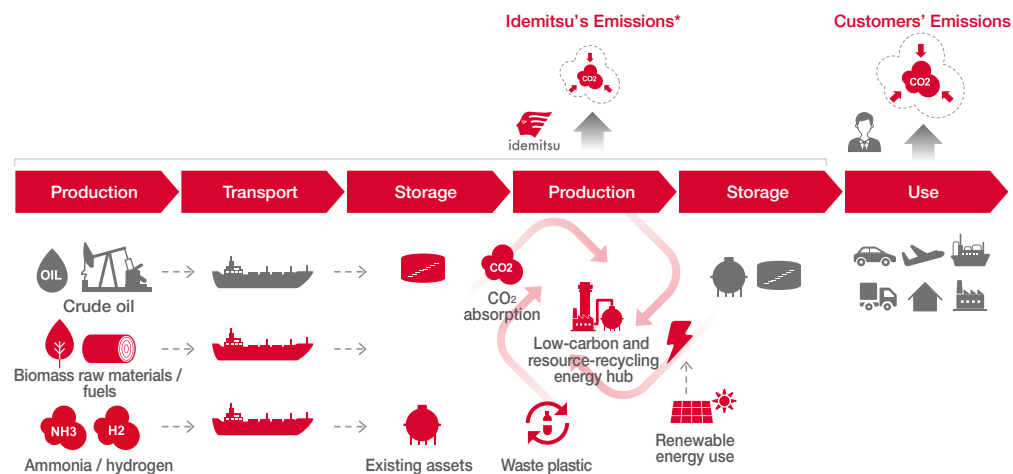 Idemitsu's Emissions*
Customers' Emissions
CO2
CO2
idemitsu
Production
Transport
Storage
Production
Storage
Use
OIL
Crude oil
CO2
CO2
absorption
Low-carbon and
resource-recycling
energy hub
Biomass raw materials /
fuels
NH3
H2
Ammonia / hydrogen
Existing assets
Waste plastic
Renewable
energy use